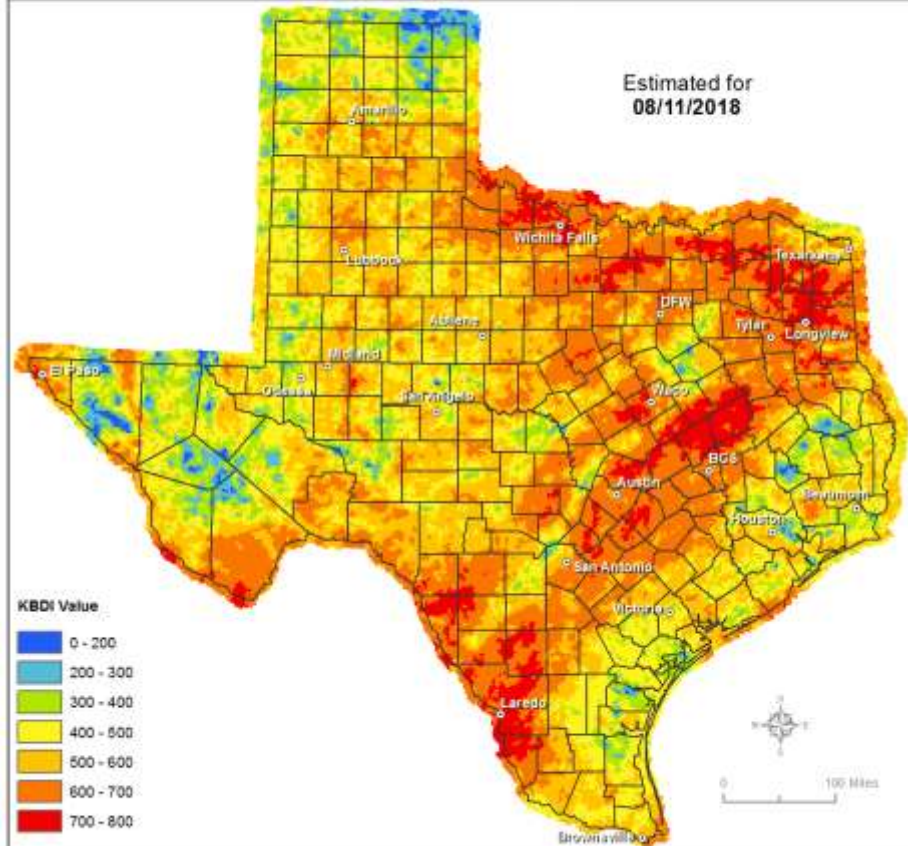 Estimated for
08/11/2018
Amarillo
Wichita Falls
Lubbock
Texarkana
DFW
Abilene
Tyler
Longview
Midland
El Paso
Odessa
San Angelo
Waco
BCS
Austin
Beaumont
Houston
San Antonio
Victoria
Laredo
Brownsville
KBDI Value
0 - 200
200 - 300
300 - 400
400 - 500
500 - 600
600 - 700
700 - 800
N
W
E
S
0 100 Miles